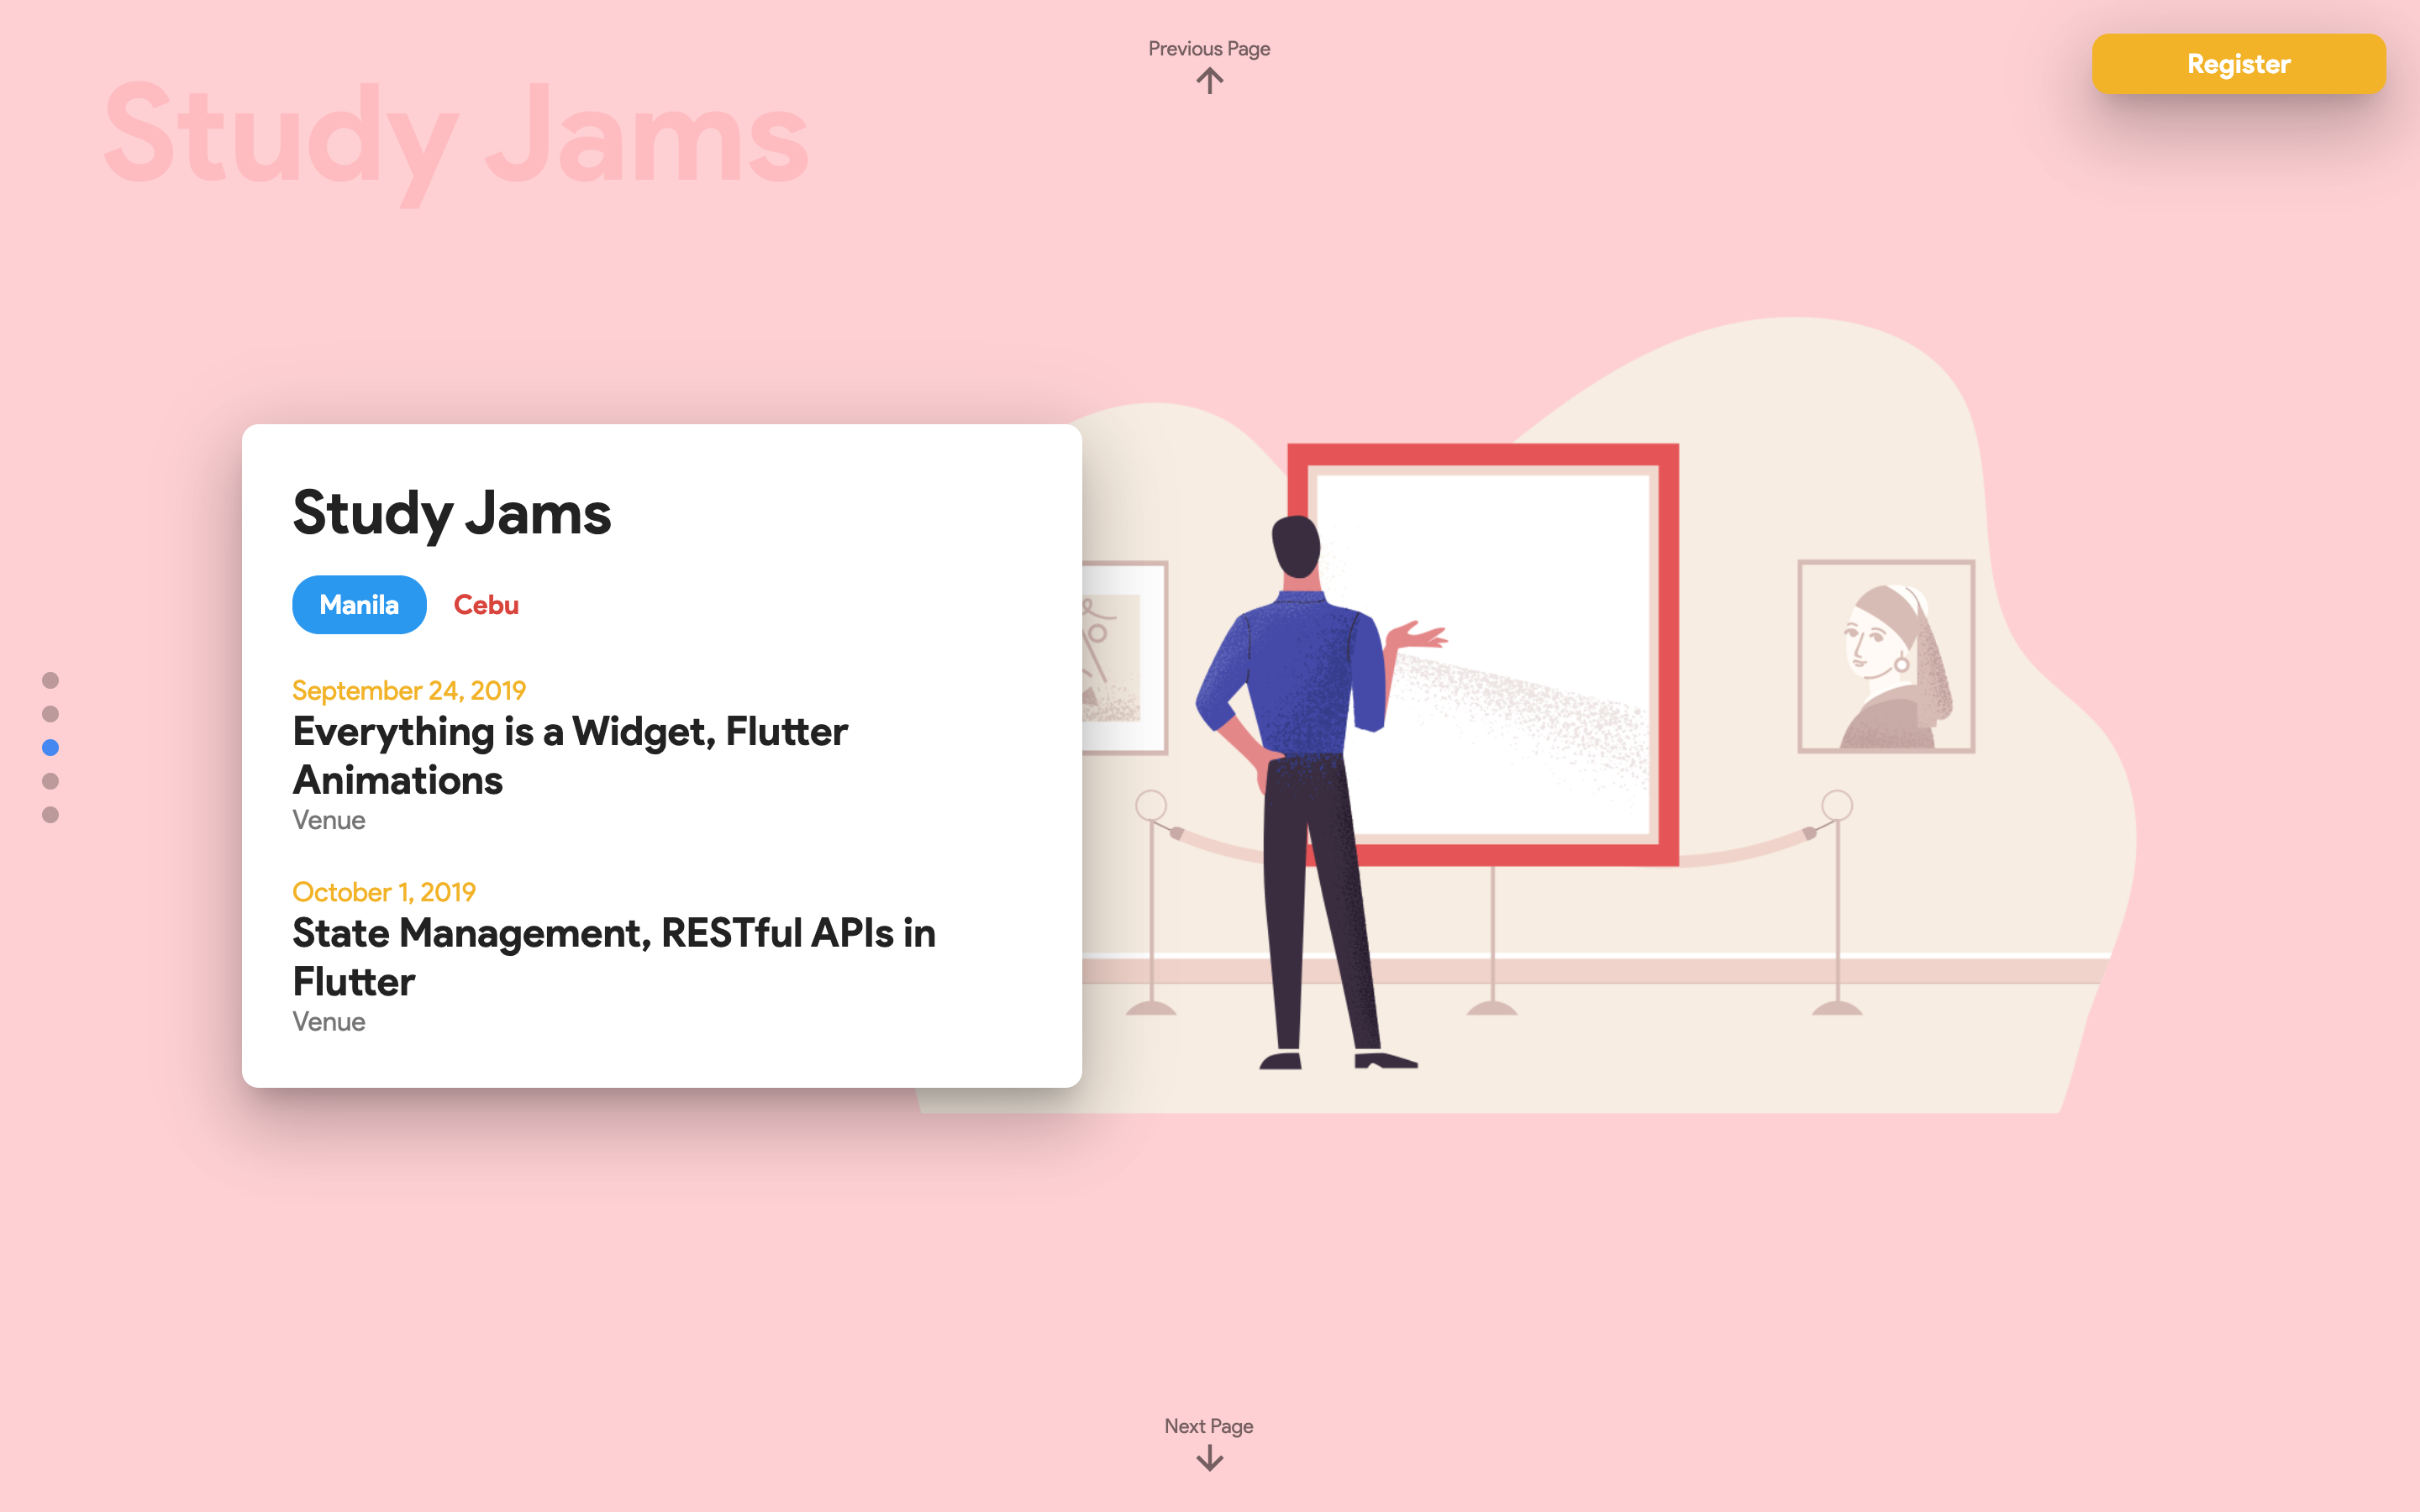 Previous Page
Register
Study Jams
Study Jams
Manila Cebu
September 24, 2019
Everything is a Widget, Flutter
Animations
Venue
October 1, 2019
State Management, RESTful APIs in
Flutter
Venue
Next Page